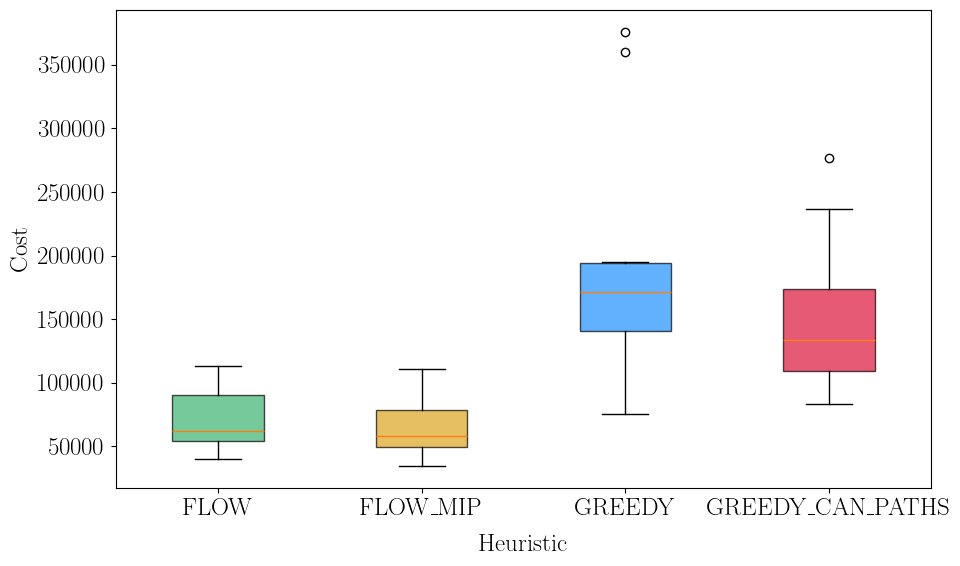 350000
300000
250000
200000
150000
100000
50000
Cost
FLOW
FLOW_MIP
GREEDY
GREEDY_CAN_PATHS
Heuristic